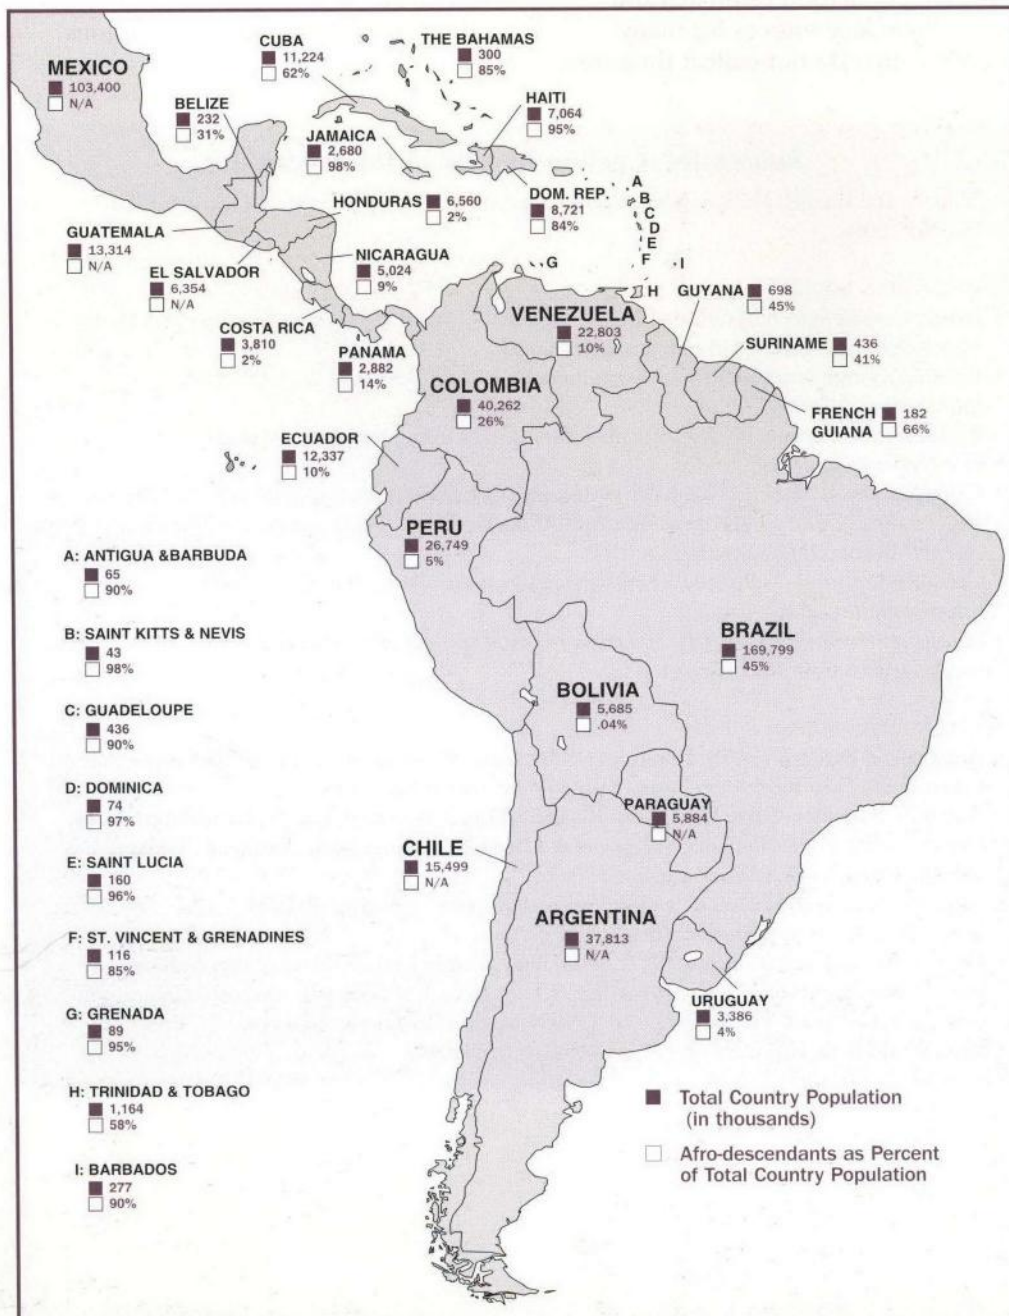 MEXICO
103,400
N/A
CUBA
11,224
62%
THE BAHAMAS
300
85%
BELIZE
232
31%
JAMAICA
2,680
98%
HAITI
7,064
95%
HONDURAS
6,560
2%
DOM. REP.
8,721
84%
A
B
C
D
E
F
G
I
H
GUATEMALA
13,314
N/A
EL SALVADOR
6,354
N/A
NICARAGUA
5,024
9%
COSTA RICA
3,810
2%
PANAMA
2,882
14%
VENEZUELA
22,803
10%
GUYANA
698
45%
SURINAME
436
41%
FRENCH
GUIANA
182
66%
COLOMBIA
40,262
26%
ECUADOR
12,337
10%
PERU
26,749
5%
BRAZIL
169,799
45%
BOLIVIA
5,685
.04%
PARAGUAY
5,884
N/A
CHILE
15,499
N/A
ARGENTINA
37,813
N/A
URUGUAY
3,386
4%
A: ANTIGUA &BARBUDA
65
90%
B: SAINT KITTS & NEVIS
43
98%
C: GUADELOUPE
436
90%
D: DOMINICA
74
97%
E: SAINT LUCIA
160
96%
F: ST. VINCENT & GRENADINES
116
85%
G: GRENADA
89
95%
H: TRINIDAD & TOBAGO
1,164
58%
I: BARBADOS
277
90%
Total Country Population
(in thousands)
Afro-descendants as Percent
of Total Country Population